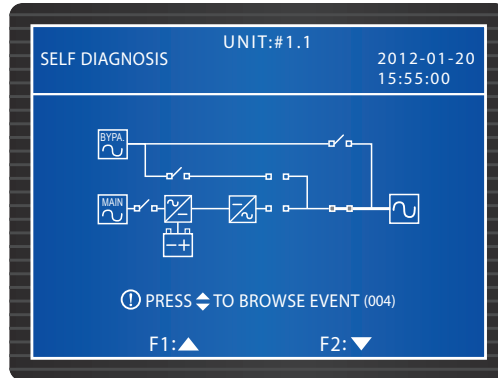 UNIT:#1.1
SELF DIAGNOSIS
2012-01-20
15:55:00
BYPA.
MAIN
! PRESS ▲▼ TO BROWSE EVENT (004)
F1:▲ F2:▼